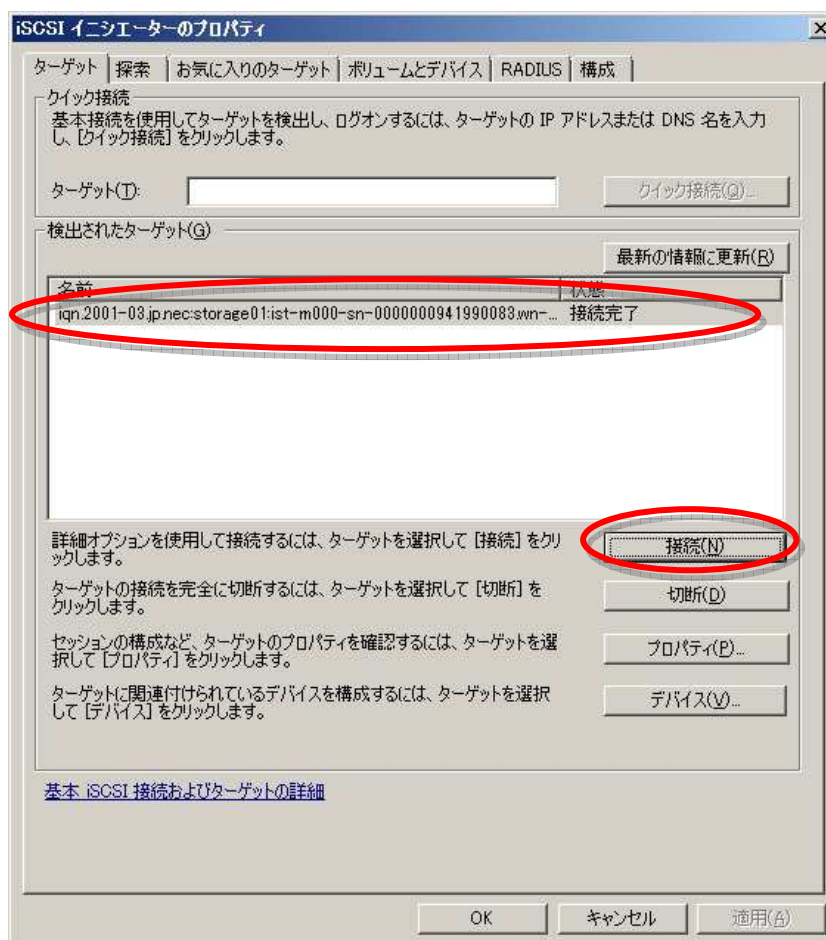 iSCSI イニシエーターのプロパティ
ターゲット 探索 お気に入りのターゲット ボリュームとデバイス RADIUS 構成
クイック接続
基本接続を使用してターゲットを検出し、ログオンするには、ターゲットの IP アドレスまたは DNS 名を入力
し、[クイック接続] をクリックします。
ターゲット(T): クイック接続(Q)...
検出されたターゲット(G)
最新の情報に更新(R)
名前 状態
iqn.2001-03.jp.nec:storage01:ist-m000-sn-0000000941990083.wn-... 接続完了
詳細オプションを使用して接続するには、ターゲットを選択して [接続] をクリ
ックします。
接続(N)
ターゲットの接続を完全に切断するには、ターゲットを選択して [切断] を
クリックします。
切断(D)
セッションの構成など、ターゲットのプロパティを確認するには、ターゲットを選
択して [プロパティ] をクリックします。
プロパティ(P)...
ターゲットに関連付けられているデバイスを構成するには、ターゲットを選択
して [デバイス] をクリックします。
デバイス(V)...
基本 iSCSI 接続およびターゲットの詳細
OK キャンセル 適用(A)